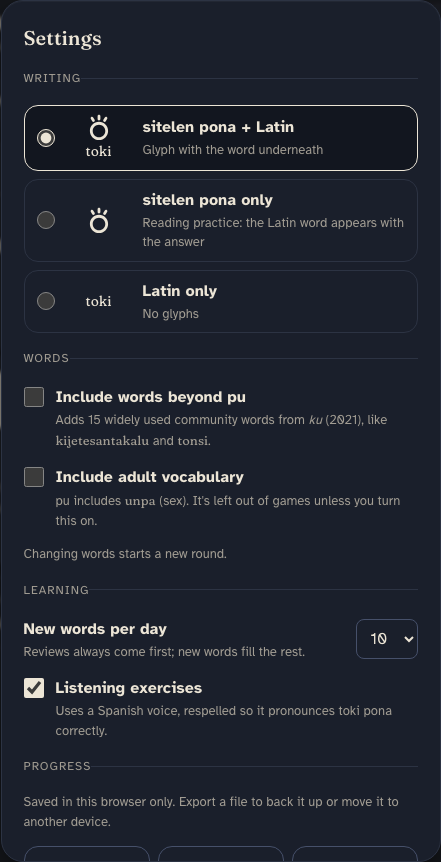 Settings
WRITING
toki
sitelen pona + Latin
Glyph with the word underneath
sitelen pona only
Reading practice: the Latin word appears with
the answer
toki
Latin only
No glyphs
WORDS
Include words beyond pu
Adds 15 widely used community words from ku (2021), like
kijetesantakalu and tonsi.
Include adult vocabulary
pu includes unpa (sex). It's left out of games unless you turn
this on.
Changing words starts a new round.
LEARNING
New words per day
Reviews always come first; new words fill the rest.
10
Listening exercises
Uses a Spanish voice, respelled so it pronounces toki pona
correctly.
PROGRESS
Saved in this browser only. Export a file to back it up or move it to
another device.